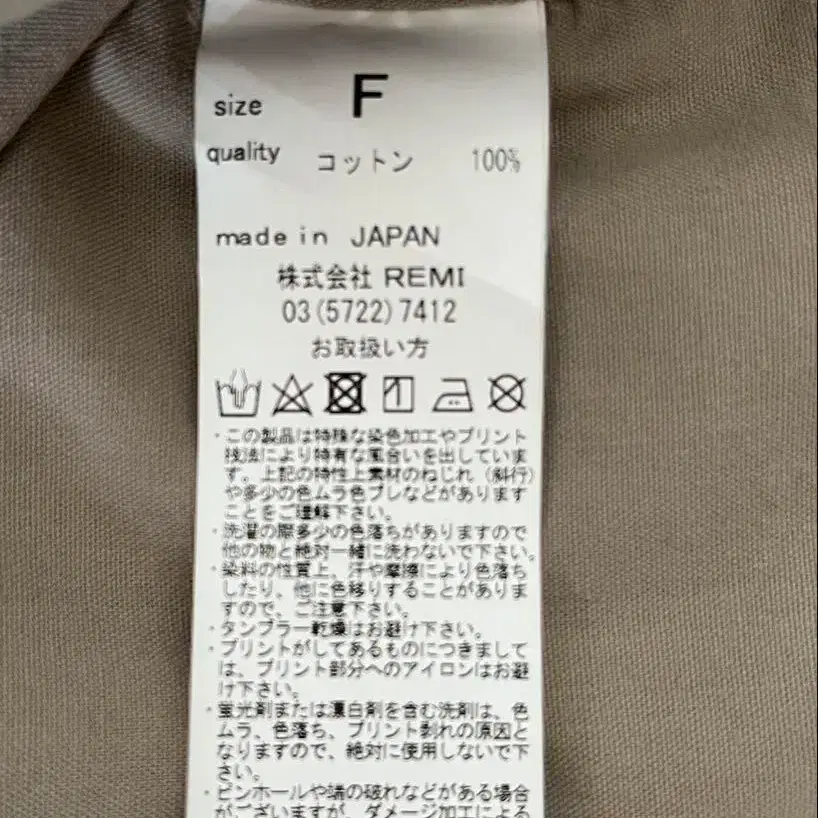 size F
quality コットン 100%
made in JAPAN
株式会社 REMI
03(5722)7412
お取扱い方
・この製品は特殊な染色加工やプリント
技法により特有な風合いを出していま
す。上記の特性上素材のねじれ（斜行）
や多少の色ムラ色ブレなどがあります
ことをご理解下さい。
・洗濯の際多少の色落ちがありますので
他の物と絶対一緒に洗わないで下さい。
・染料の性質上、汗や摩擦により色落ち
したり、他に色移りすることがありま
すので、ご注意下さい。
・タンブラー乾燥はお避け下さい。
・プリントがしてあるものにつきまして
は、プリント部分へのアイロンはお避
け下さい。
・蛍光剤または漂白剤を含む洗剤は、色
ムラ、色落ち、プリント剥れの原因と
なりますので、絶対に使用しないで下
さい。
・ピンホールや端の破れなどがある場合
がございますが、ダメージ加工による